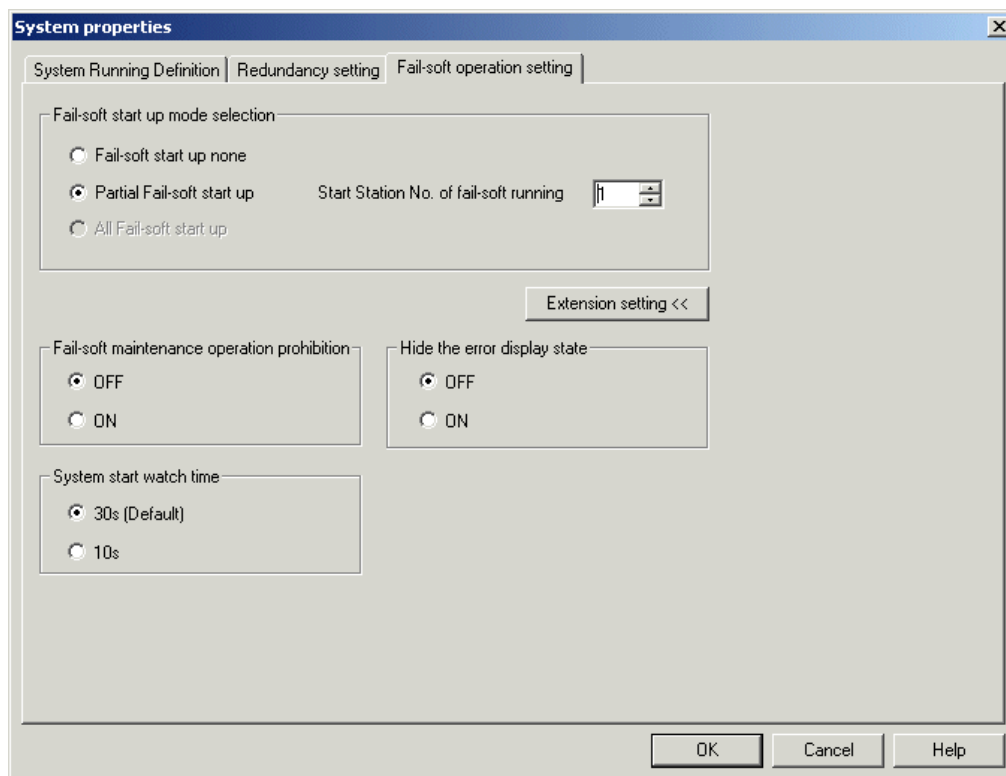 System properties
System Running Definition Redundancy setting Fail-soft operation setting
Fail-soft start up mode selection
Fail-soft start up none
Partial Fail-soft start up Start Station No. of fail-soft running 1
All Fail-soft start up
Extension setting <<
Fail-soft maintenance operation prohibition Hide the error display state
OFF OFF
ON ON
System start watch time
30s (Default)
10s
OK Cancel Help